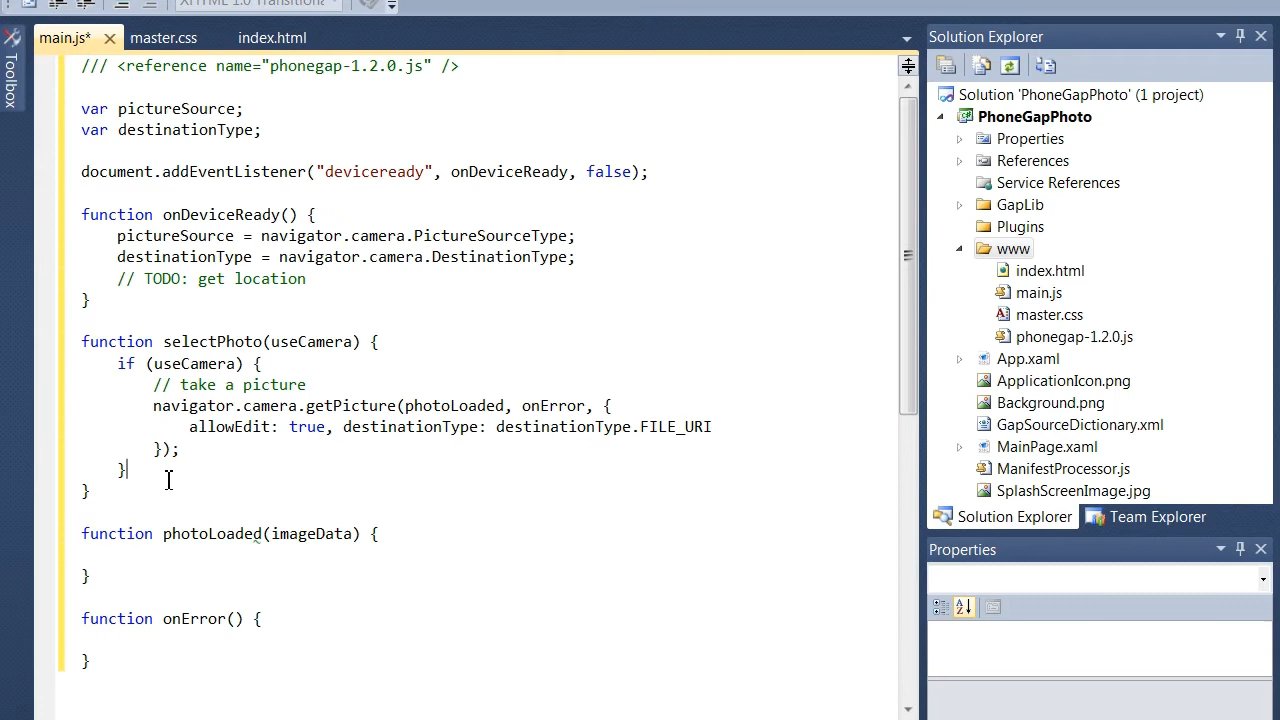 XHTML 1.0 Transitional
main.js*
master.css
index.html
Toolbox
/// <reference name="phonegap-1.2.0.js" />
var pictureSource;
var destinationType;
document.addEventListener("deviceready", onDeviceReady, false);
function onDeviceReady() {
pictureSource = navigator.camera.PictureSourceType;
destinationType = navigator.camera.DestinationType;
// TODO: get location
}
function selectPhoto(useCamera) {
if (useCamera) {
// take a picture
navigator.camera.getPicture(photoLoaded, onError, {
allowEdit: true, destinationType: destinationType.FILE_URI
});
}
}
function photoLoaded(imageData) {
}
function onError() {
}
Solution Explorer
Solution 'PhoneGapPhoto' (1 project)
PhoneGapPhoto
Properties
References
Service References
GapLib
Plugins
www
index.html
main.js
master.css
phonegap-1.2.0.js
App.xaml
ApplicationIcon.png
Background.png
GapSourceDictionary.xml
MainPage.xaml
ManifestProcessor.js
SplashScreenImage.jpg
Solution Explorer
Team Explorer
Properties